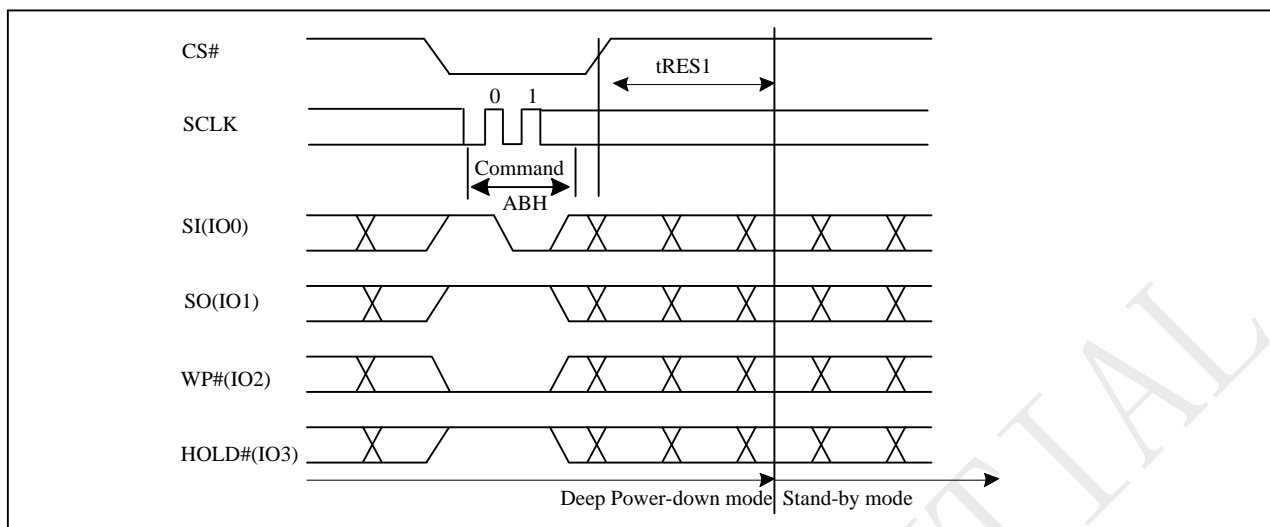 CS#
tRES1
0 1
SCLK
Command
ABH
SI(IO0)
SO(IO1)
WP#(IO2)
HOLD#(IO3)
Deep Power-down mode Stand-by mode
TIAL